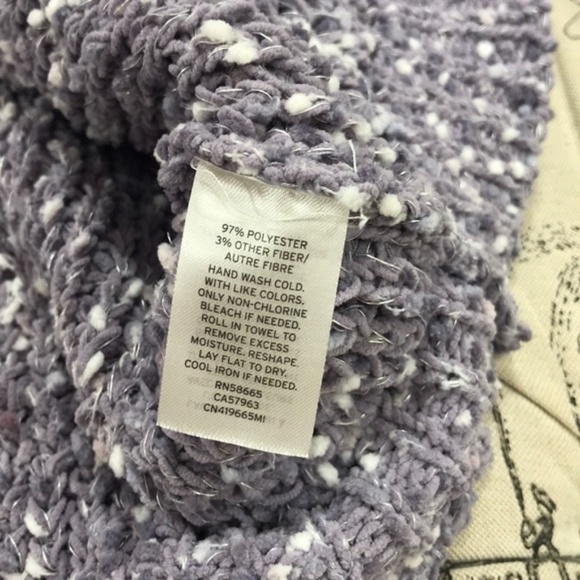 97% POLYESTER
3% OTHER FIBER/
AUTRE FIBRE
HAND WASH COLD.
WITH LIKE COLORS.
ONLY NON-CHLORINE
BLEACH IF NEEDED.
ROLL IN TOWEL TO
REMOVE EXCESS
MOISTURE. RESHAPE.
LAY FLAT TO DRY.
COOL IRON IF NEEDED.
RN58665
CA57963
CN419665MI